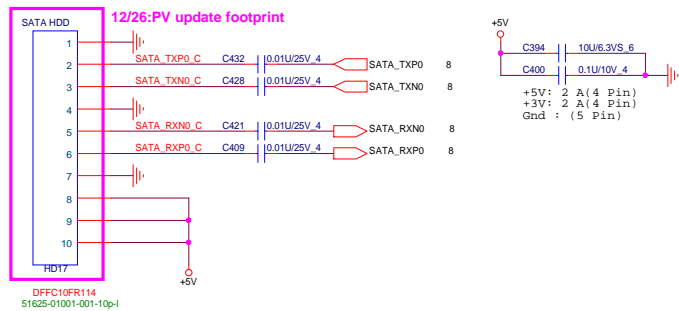 12/26:PV update footprint
SATA HDD
1
2 SATA_TXP0_C C432 0.01U/25V_4 SATA_TXP0 8
3 SATA_TXN0_C C428 0.01U/25V_4 SATA_TXN0 8
4
5 SATA_RXN0_C C421 0.01U/25V_4 SATA_RXN0 8
6 SATA_RXP0_C C409 0.01U/25V_4 SATA_RXP0 8
7
8
9
10
HD17
+5V
DFFC10FR114
51625-01001-001-10p-l
+5V
C394 10U/6.3VS_6
C400 0.1U/10V_4
+5V: 2 A(4 Pin)
+3V: 2 A(4 Pin)
Gnd : (5 Pin)